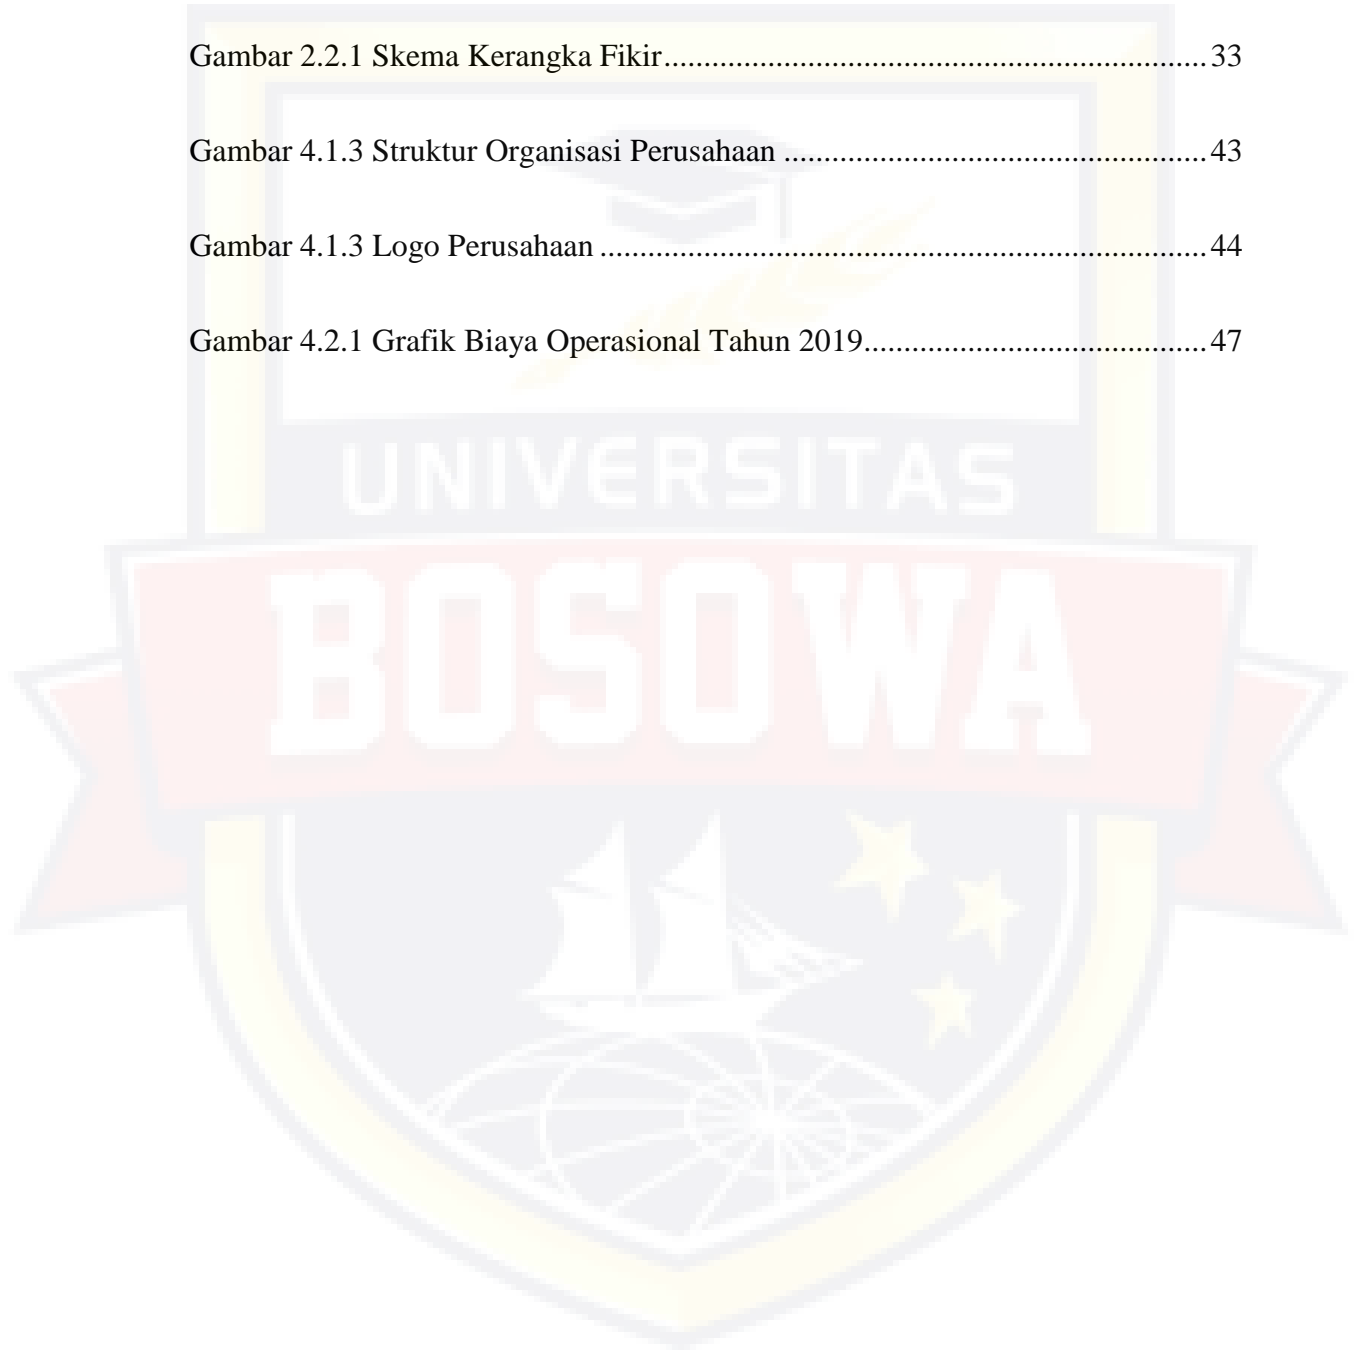 Gambar 2.2.1 Skema Kerangka Fikir....................................................................33
Gambar 4.1.3 Struktur Organisasi Perusahaan .....................................................43
Gambar 4.1.3 Logo Perusahaan ............................................................................44
Gambar 4.2.1 Grafik Biaya Operasional Tahun 2019...........................................47
UNIVERSITAS
BOSOWA